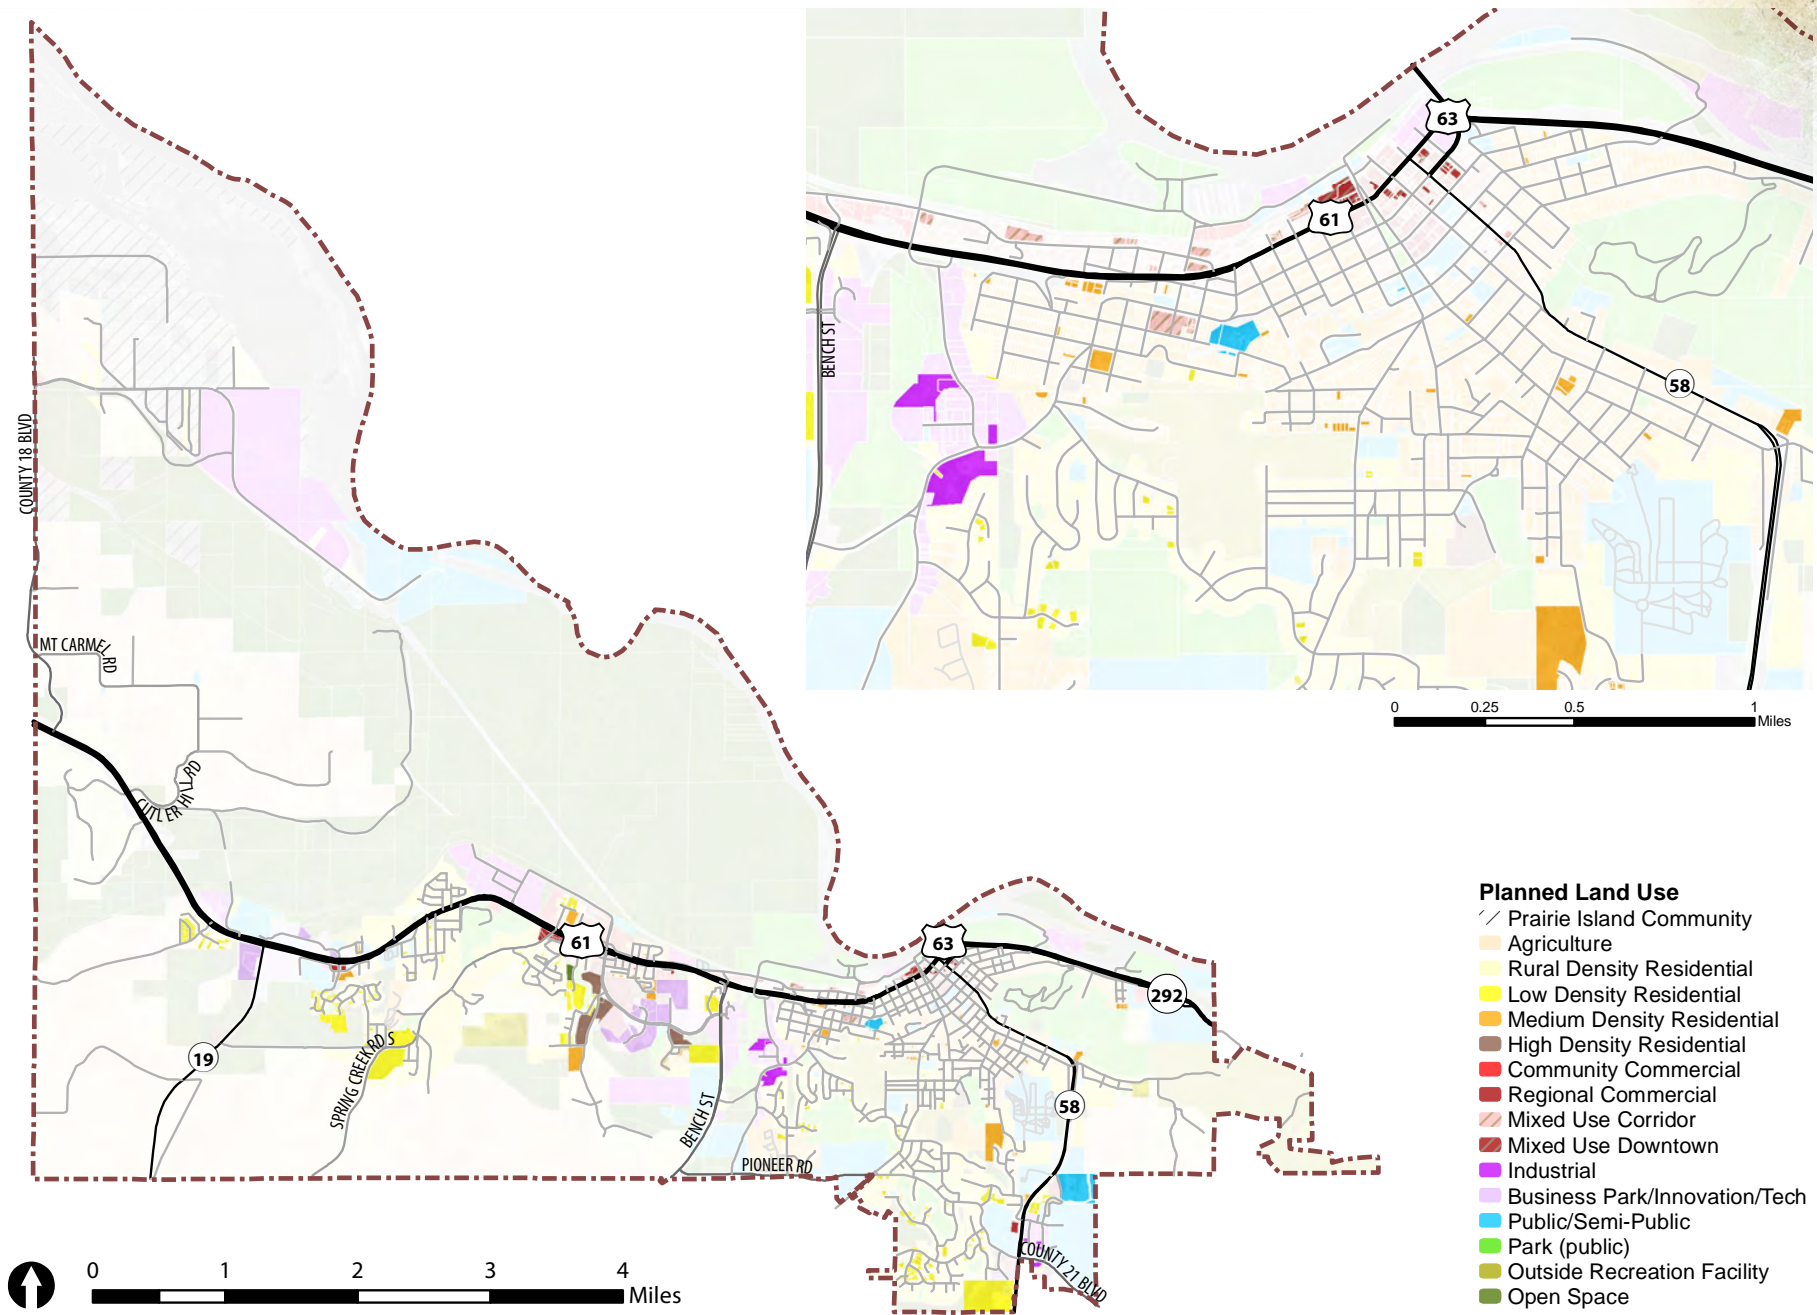 63
61
BENCH ST
58
0 0.25 0.5 1
Miles
COUNTY 18 BLVD
MT CARMEL RD
CUTLER HILL RD
61
63
292
19
SPRING CREEK RD S
BENCH ST
58
PIONEER RD
COUNTY 21 BLVD
0 1 2 3 4
Miles
Planned Land Use
Prairie Island Community
Agriculture
Rural Density Residential
Low Density Residential
Medium Density Residential
High Density Residential
Community Commercial
Regional Commercial
Mixed Use Corridor
Mixed Use Downtown
Industrial
Business Park/Innovation/Tech
Public/Semi-Public
Park (public)
Outside Recreation Facility
Open Space